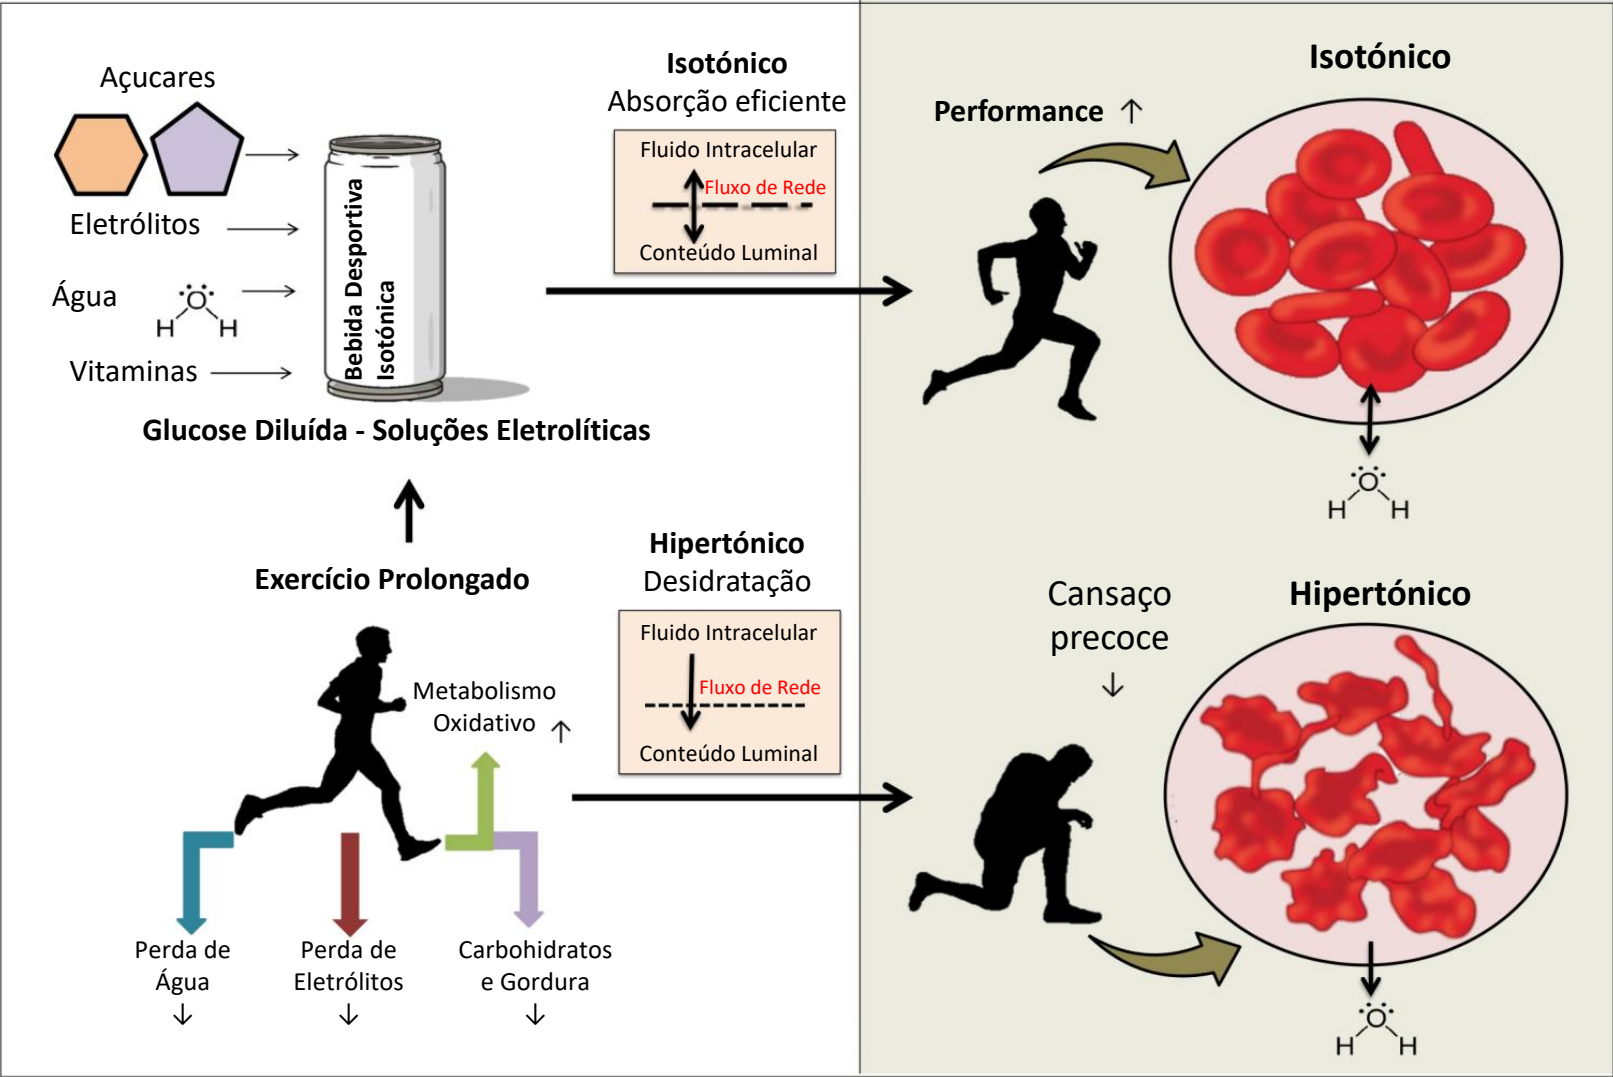 Açucares
Eletrólitos
Água
H
O
H
Vitaminas
Bebida Desportiva
Isotónica
Glucose Diluída - Soluções Eletrolíticas
Isotónico
Absorção eficiente
Fluido Intracelular
Fluxo de Rede
Conteúdo Luminal
Performance ↑
Isotónico
O
H
H
Exercício Prolongado
Metabolismo
Oxidativo ↑
Perda de
Água
↓
Perda de
Eletrólitos
↓
Carbohidratos
e Gordura
↓
Hipertónico
Desidratação
Fluido Intracelular
Fluxo de Rede
Conteúdo Luminal
Cansaço
precoce
↓
Hipertónico
O
H
H